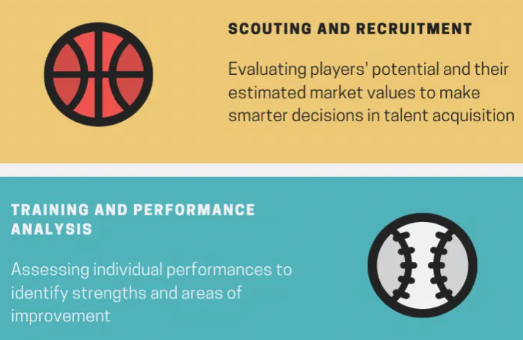 SCOUTING AND RECRUITMENT
Evaluating players' potential and their
estimated market values to make
smarter decisions in talent acquisition
TRAINING AND PERFORMANCE
ANALYSIS
Assessing individual performances to
identify strengths and areas of
improvement